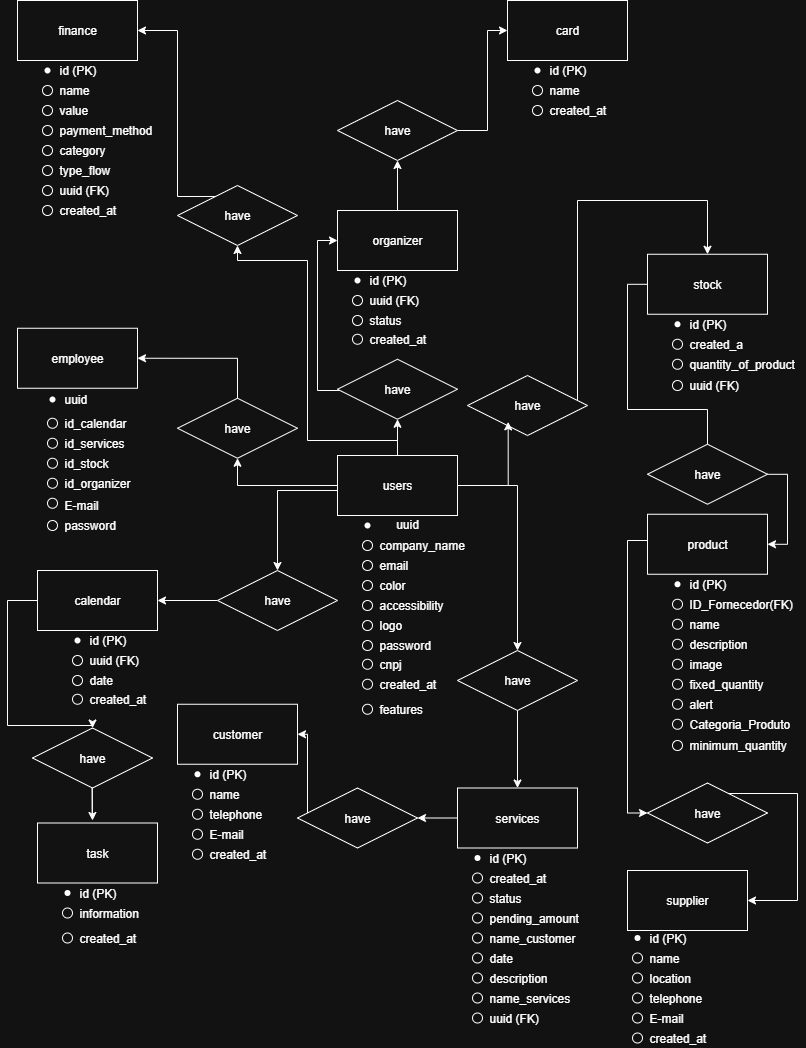 finance
id (PK)
name
value
payment_method
category
type_flow
uuid (FK)
created_at
have
card
id (PK)
name
created_at
have
organizer
id (PK)
uuid (FK)
status
created_at
have
stock
id (PK)
created_a
quantity_of_product
uuid (FK)
have
employee
uuid
id_calendar
id_services
id_stock
id_organizer
E-mail
password
have
users
uuid
company_name
email
color
accessibility
logo
password
cnpj
created_at
features
have
product
id (PK)
ID_Fornecedor(FK)
name
description
image
fixed_quantity
alert
Categoria_Produto
minimum_quantity
calendar
id (PK)
uuid (FK)
date
created_at
have
have
customer
id (PK)
name
telephone
E-mail
created_at
have
have
task
id (PK)
information
created_at
services
id (PK)
created_at
status
pending_amount
name_customer
date
description
name_services
uuid (FK)
have
have
supplier
id (PK)
name
location
telephone
E-mail
created_at